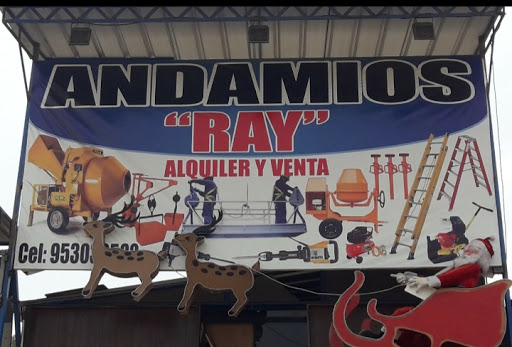 ANDAMIOS
"RAY"
ALQUILER Y VENTA
Cel: